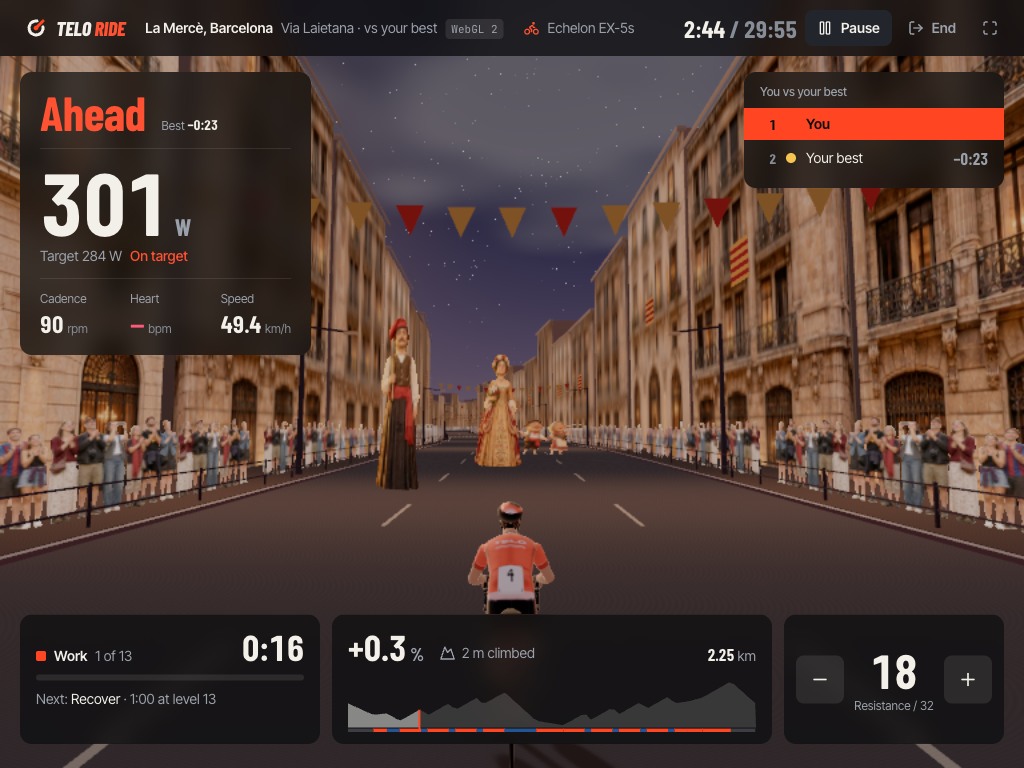 TELO RIDE
La Mercè, Barcelona Via Laietana · vs your best WebGL 2
Echelon EX-5s
2:44 / 29:55
Pause
End
Ahead Best −0:23
301 W
Target 284 W On target
Cadence Heart Speed
90 rpm — bpm 49.4 km/h
You vs your best
1 You
2 Your best −0:23
TELO
Work 1 of 13 0:16
Next: Recover · 1:00 at level 13
+0.3 % 2 m climbed 2.25 km
− 18 +
Resistance / 32